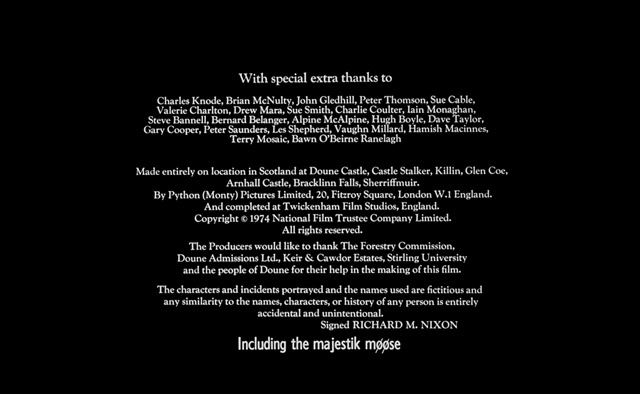 With special extra thanks to
Charles Knode, Brian McNulty, John Gledhill, Peter Thomson, Sue Cable,
Valerie Charlton, Drew Mara, Sue Smith, Charlie Coulter, Iain Monaghan,
Steve Bannell, Bernard Belanger, Alpine McAlpine, Hugh Boyle, Dave Taylor,
Gary Cooper, Peter Saunders, Les Shepherd, Vaughn Millard, Hamish Macinnes,
Terry Mosaic, Bawn O'Beirne Ranelagh
Made entirely on location in Scotland at Doune Castle, Castle Stalker, Killin, Glen Coe,
Arnhall Castle, Bracklinn Falls, Sherriffmuir.
By Python (Monty) Pictures Limited, 20, Fitzroy Square, London W.1 England.
And completed at Twickenham Film Studios, England.
Copyright © 1974 National Film Trustee Company Limited.
All rights reserved.
The Producers would like to thank The Forestry Commission,
Doune Admissions Ltd., Keir & Cawdor Estates, Stirling University
and the people of Doune for their help in the making of this film.
The characters and incidents portrayed and the names used are fictitious and
any similarity to the names, characters, or history of any person is entirely
accidental and unintentional.
Signed RICHARD M. NIXON
Including the majestik møøse